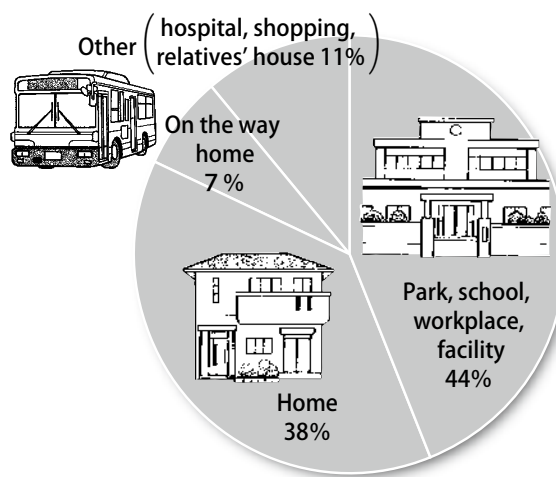 Other ( hospital, shopping,
relatives' house 11% )
On the way
home
7 %
Park, school,
workplace,
facility
44%
Home
38%